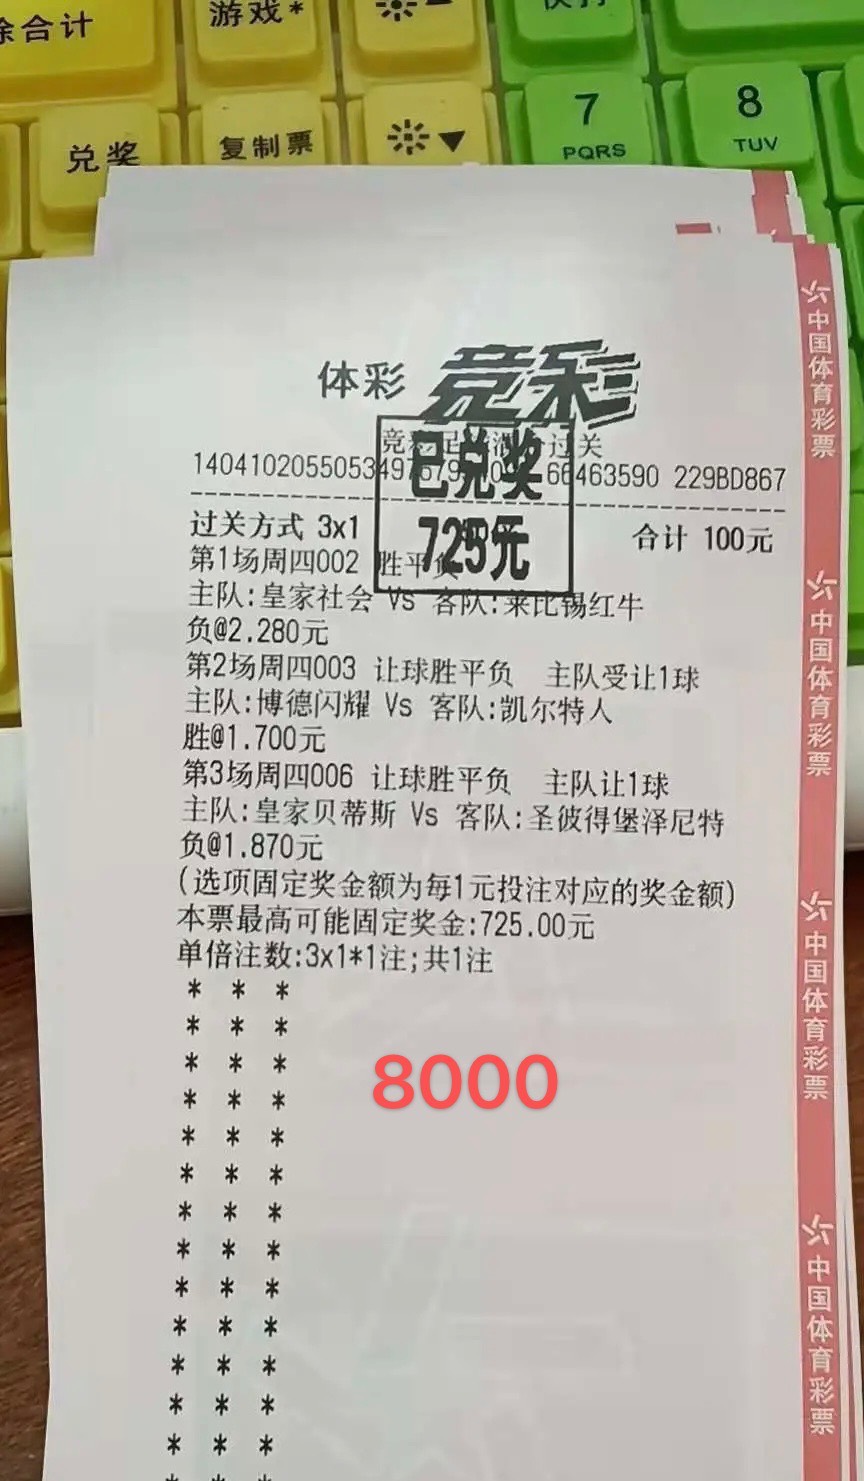 除合计
游戏*
兑奖
复制票
7
PQRS
8
TUV
体彩 竞彩
已兑奖
66463590 229BD867
725元
过关方式 3x1
合计 100元
第1场周四002 胜平负
主队:皇家社会 Vs 客队:莱比锡红牛
负@2.280元
第2场周四003 让球胜平负 主队受让1球
主队:博德闪耀 Vs 客队:凯尔特人
胜@1.700元
第3场周四006 让球胜平负 主队让1球
主队:皇家贝蒂斯 Vs 客队:圣彼得堡泽尼特
负@1.870元
(选项固定奖金额为每1元投注对应的奖金额)
本票最高可能固定奖金:725.00元
单倍注数:3x1*1注;共1注
* * *
* * *
* * *
* * *
* * *
* * *
* * *
* * *
* * *
* * *
* * *
* * *
* * *
* * *
8000
中国体育彩票
中国体育彩票
中国体育彩票
中国体育彩票